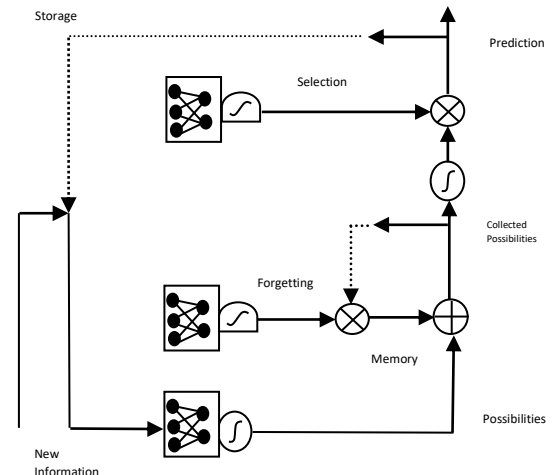 Storage
Prediction
Selection
Collected
Possibilities
Forgetting
Memory
Possibilities
New
Information